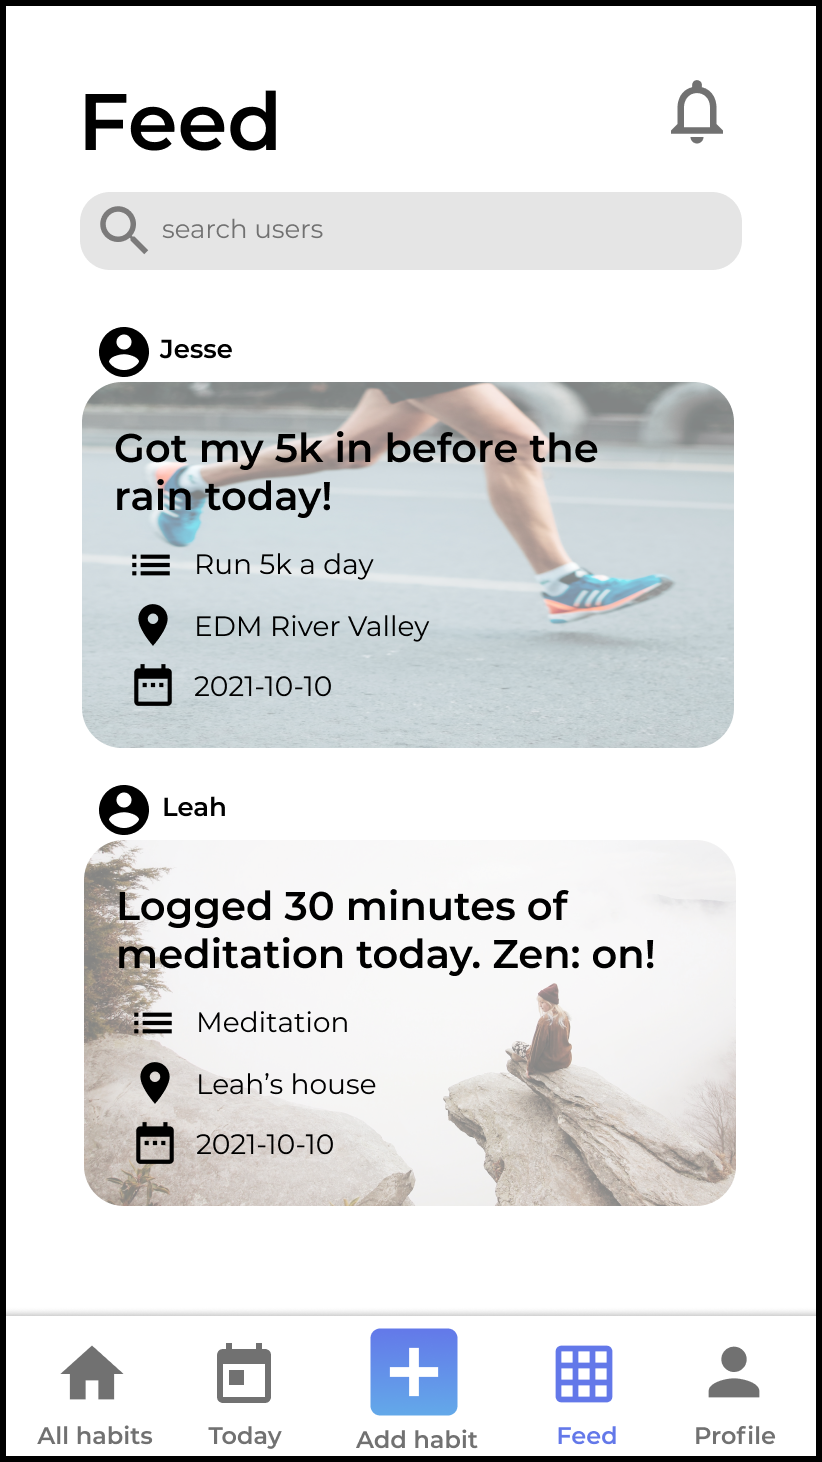 Feed
search users
Jesse
Got my 5k in before the
rain today!
Run 5k a day
EDM River Valley
2021-10-10
Leah
Logged 30 minutes of
meditation today. Zen: on!
Meditation
Leah’s house
2021-10-10
All habits
Today
Add habit
Feed
Profile